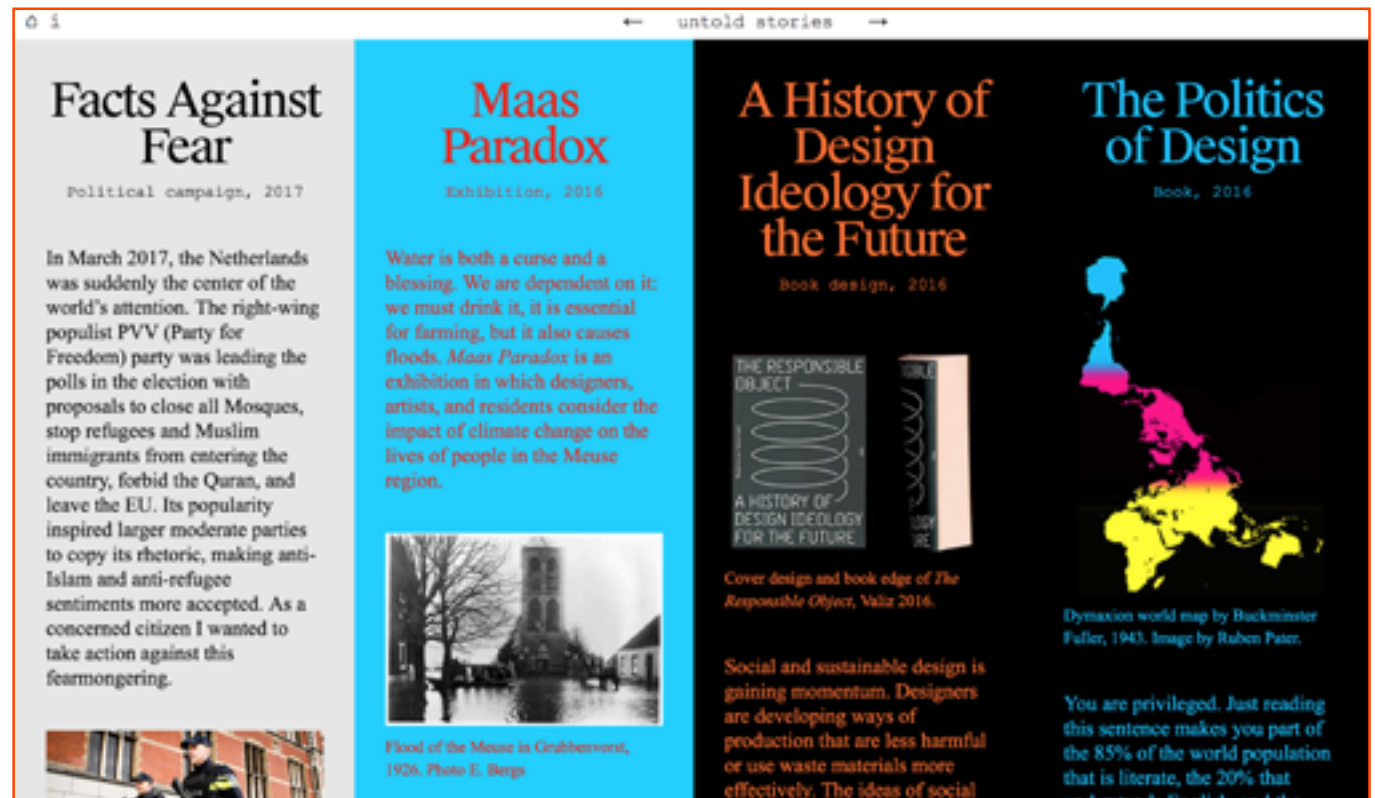 i
← untold stories →
Facts Against
Fear
Political campaign, 2017
In March 2017, the Netherlands
was suddenly the center of the
world's attention. The right-wing
populist PVV (Party for
Freedom) party was leading the
polls in the election with
proposals to close all Mosques,
stop refugees and Muslim
immigrants from entering the
country, forbid the Quran, and
leave the EU. Its popularity
inspired larger moderate parties
to copy its rhetoric, making anti-
Islam and anti-refugee
sentiments more accepted. As a
concerned citizen I wanted to
take action against this
fearmongering.
Maas
Paradox
Exhibition, 2016
Water is both a curse and a
blessing. We are dependent on it:
we must drink it, it is essential
for farming, but it also causes
floods. Maas Paradox is an
exhibition in which designers,
artists, and residents consider the
impact of climate change on the
lives of people in the Meuse
region.
Flood of the Meuse in Grubbenvorst,
1926. Photo E. Bergs
A History of
Design
Ideology for
the Future
Book design, 2016
THE RESPONSIBLE
OBJECT
A HISTORY OF
DESIGN IDEOLOGY
FOR THE FUTURE
Cover design and book edge of The
Responsible Object, Valiz 2016.
Social and sustainable design is
gaining momentum. Designers
are developing ways of
production that are less harmful
or use waste materials more
effectively. The ideas of social
The Politics
of Design
Book, 2016
Dymaxion world map by Buckminster
Fuller, 1943. Image by Ruben Pater.
You are privileged. Just reading
this sentence makes you part of
the 85% of the world population
that is literate, the 20% that